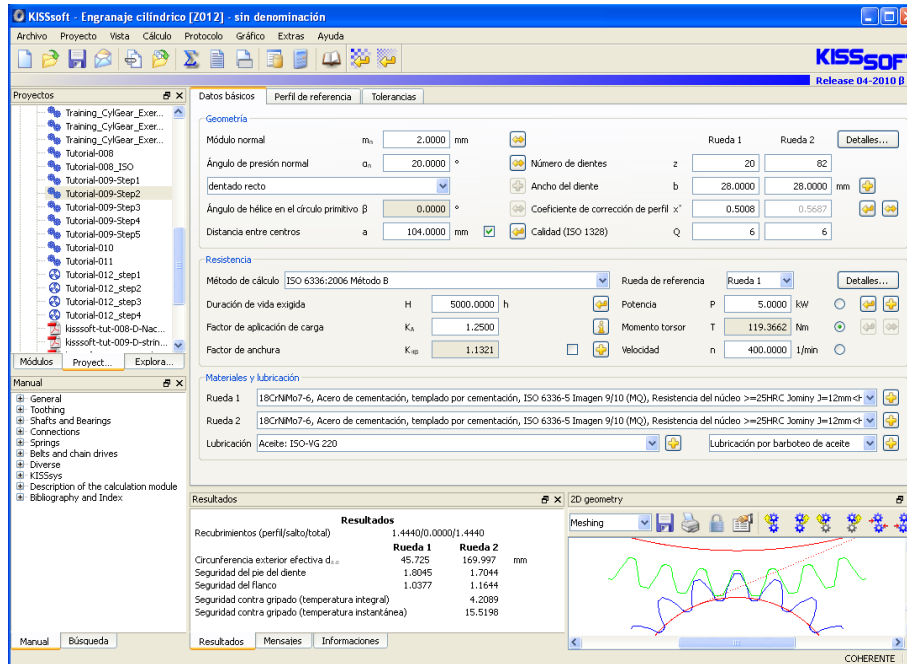 KISSsoft - Engranaje cilíndrico [Z012] - sin denominación
Archivo Proyecto Vista Cálculo Protocolo Gráfico Extras Ayuda
KISSsoft
Release 04-2010 β
Proyectos
Training_CylGear_Exer...
Training_CylGear_Exer...
Training_CylGear_Exer...
Tutorial-008
Tutorial-008_ISO
Tutorial-009-Step1
Tutorial-009-Step2
Tutorial-009-Step3
Tutorial-009-Step4
Tutorial-009-Step5
Tutorial-010
Tutorial-011
Tutorial-012_step1
Tutorial-012_step2
Tutorial-012_step3
Tutorial-012_step4
kisssoft-tut-008-D-Nac...
kisssoft-tut-009-D-strin...
Módulos Proyect... Explora...
Manual
General
Toothing
Shafts and Bearings
Connections
Springs
Belts and chain drives
Diverse
KISSsys
Description of the calculation module
Bibliography and Index
Manual Búsqueda
Datos básicos Perfil de referencia Tolerancias
Geometría
Módulo normal mₙ 2.0000 mm Rueda 1 Rueda 2 Detalles...
Ángulo de presión normal αₙ 20.0000 ° Número de dientes z 20 82
dentado recto Ancho del diente b 28.0000 28.0000 mm
Ángulo de hélice en el círculo primitivo β 0.0000 ° Coeficiente de corrección de perfil x* 0.5008 0.5687
Distancia entre centros a 104.0000 mm Calidad (ISO 1328) Q 6 6
Resistencia
Método de cálculo ISO 6336:2006 Método B Rueda de referencia Rueda 1 Detalles...
Duración de vida exigida H 5000.0000 h Potencia P 5.0000 kW
Factor de aplicación de carga K_A 1.2500 Momento torsor T 119.3662 Nm
Factor de anchura K_Hβ 1.1321 Velocidad n 400.0000 1/min
Materiales y lubricación
Rueda 1 18CrNiMo7-6, Acero de cementación, templado por cementación, ISO 6336-5 Imagen 9/10 (MQ), Resistencia del núcleo >=25HRC Jominy J=12mm<H
Rueda 2 18CrNiMo7-6, Acero de cementación, templado por cementación, ISO 6336-5 Imagen 9/10 (MQ), Resistencia del núcleo >=25HRC Jominy J=12mm<H
Lubricación Aceite: ISO-VG 220 Lubricación por barboteo de aceite
Resultados
Resultados
Recubrimientos (perfil/salto/total) 1.4440/0.0000/1.4440
Rueda 1 Rueda 2
Circunferencia exterior efectiva d 45.725 169.997 mm
Seguridad del pie del diente 1.8045 1.7044
Seguridad del flanco 1.0377 1.1644
Seguridad contra gripado (temperatura integral) 4.2089
Seguridad contra gripado (temperatura instantánea) 15.5198
Resultados Mensajes Informaciones
2D geometry
Meshing
COHERENTE